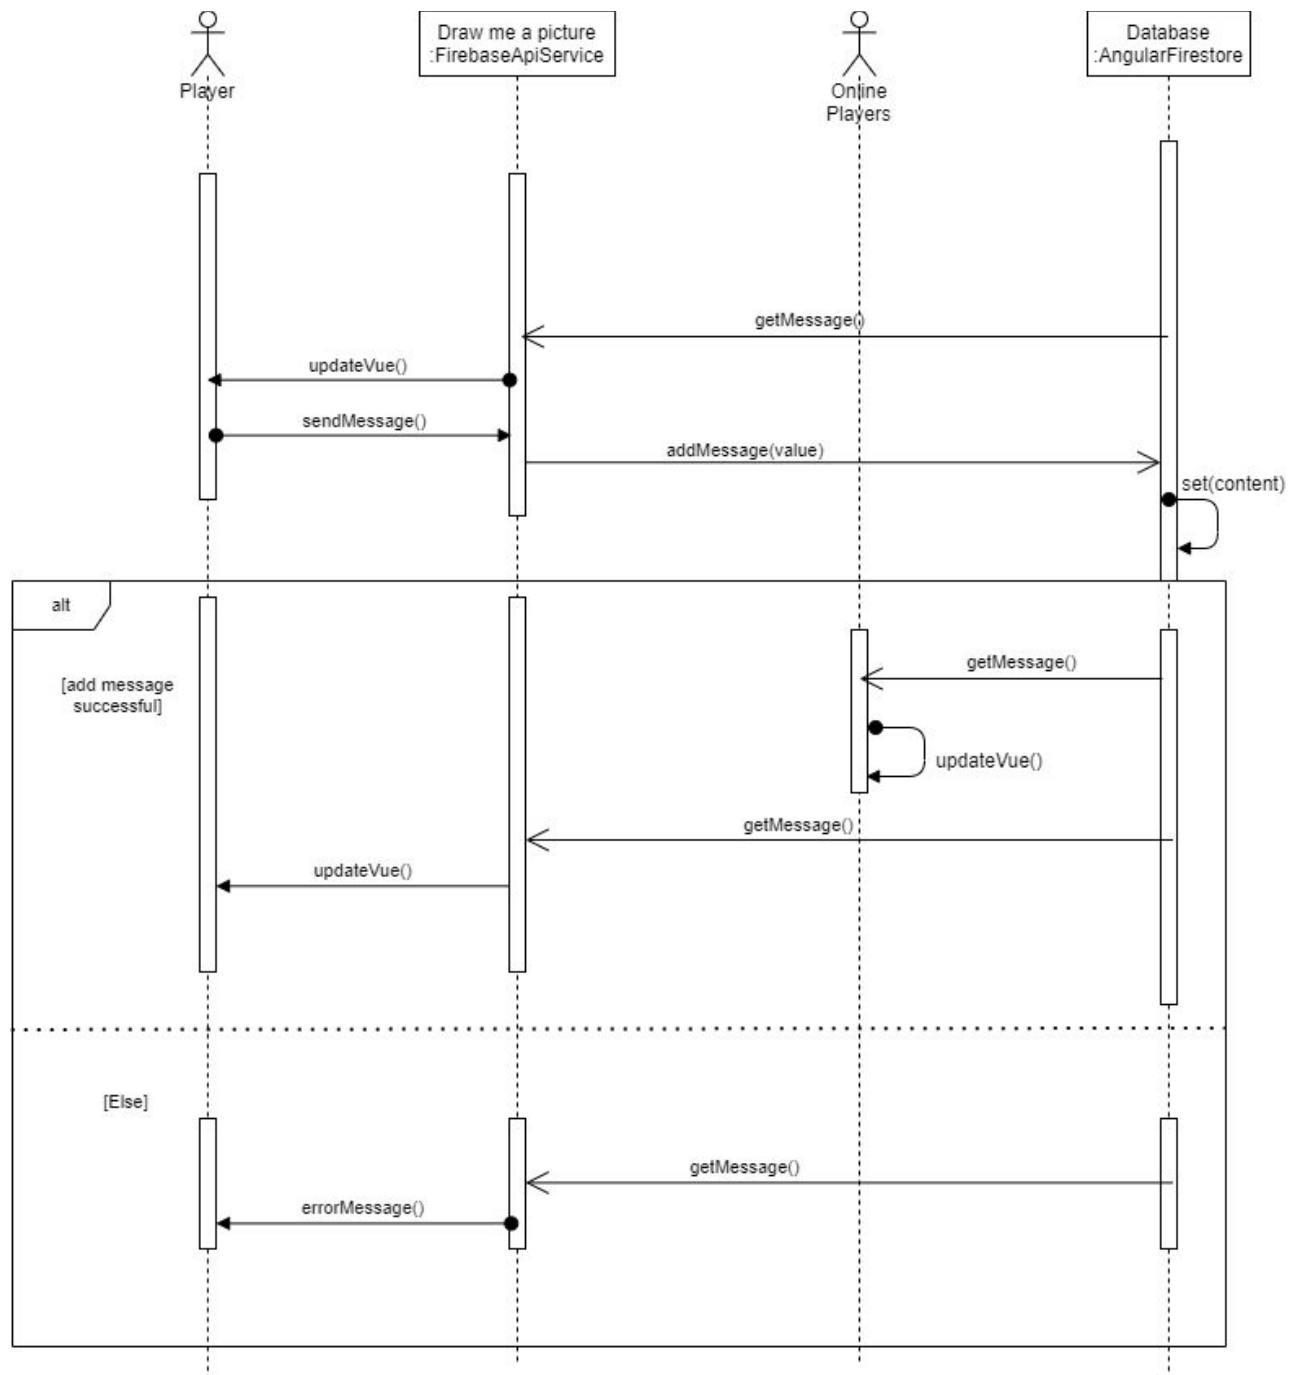 Player
Draw me a picture
:FirebaseApiService
Online
Players
Database
:AngularFirestore
getMessage()
updateVue()
sendMessage()
addMessage(value)
set(content)
alt
[add message
successful]
getMessage()
updateVue()
getMessage()
updateVue()
[Else]
getMessage()
errorMessage()